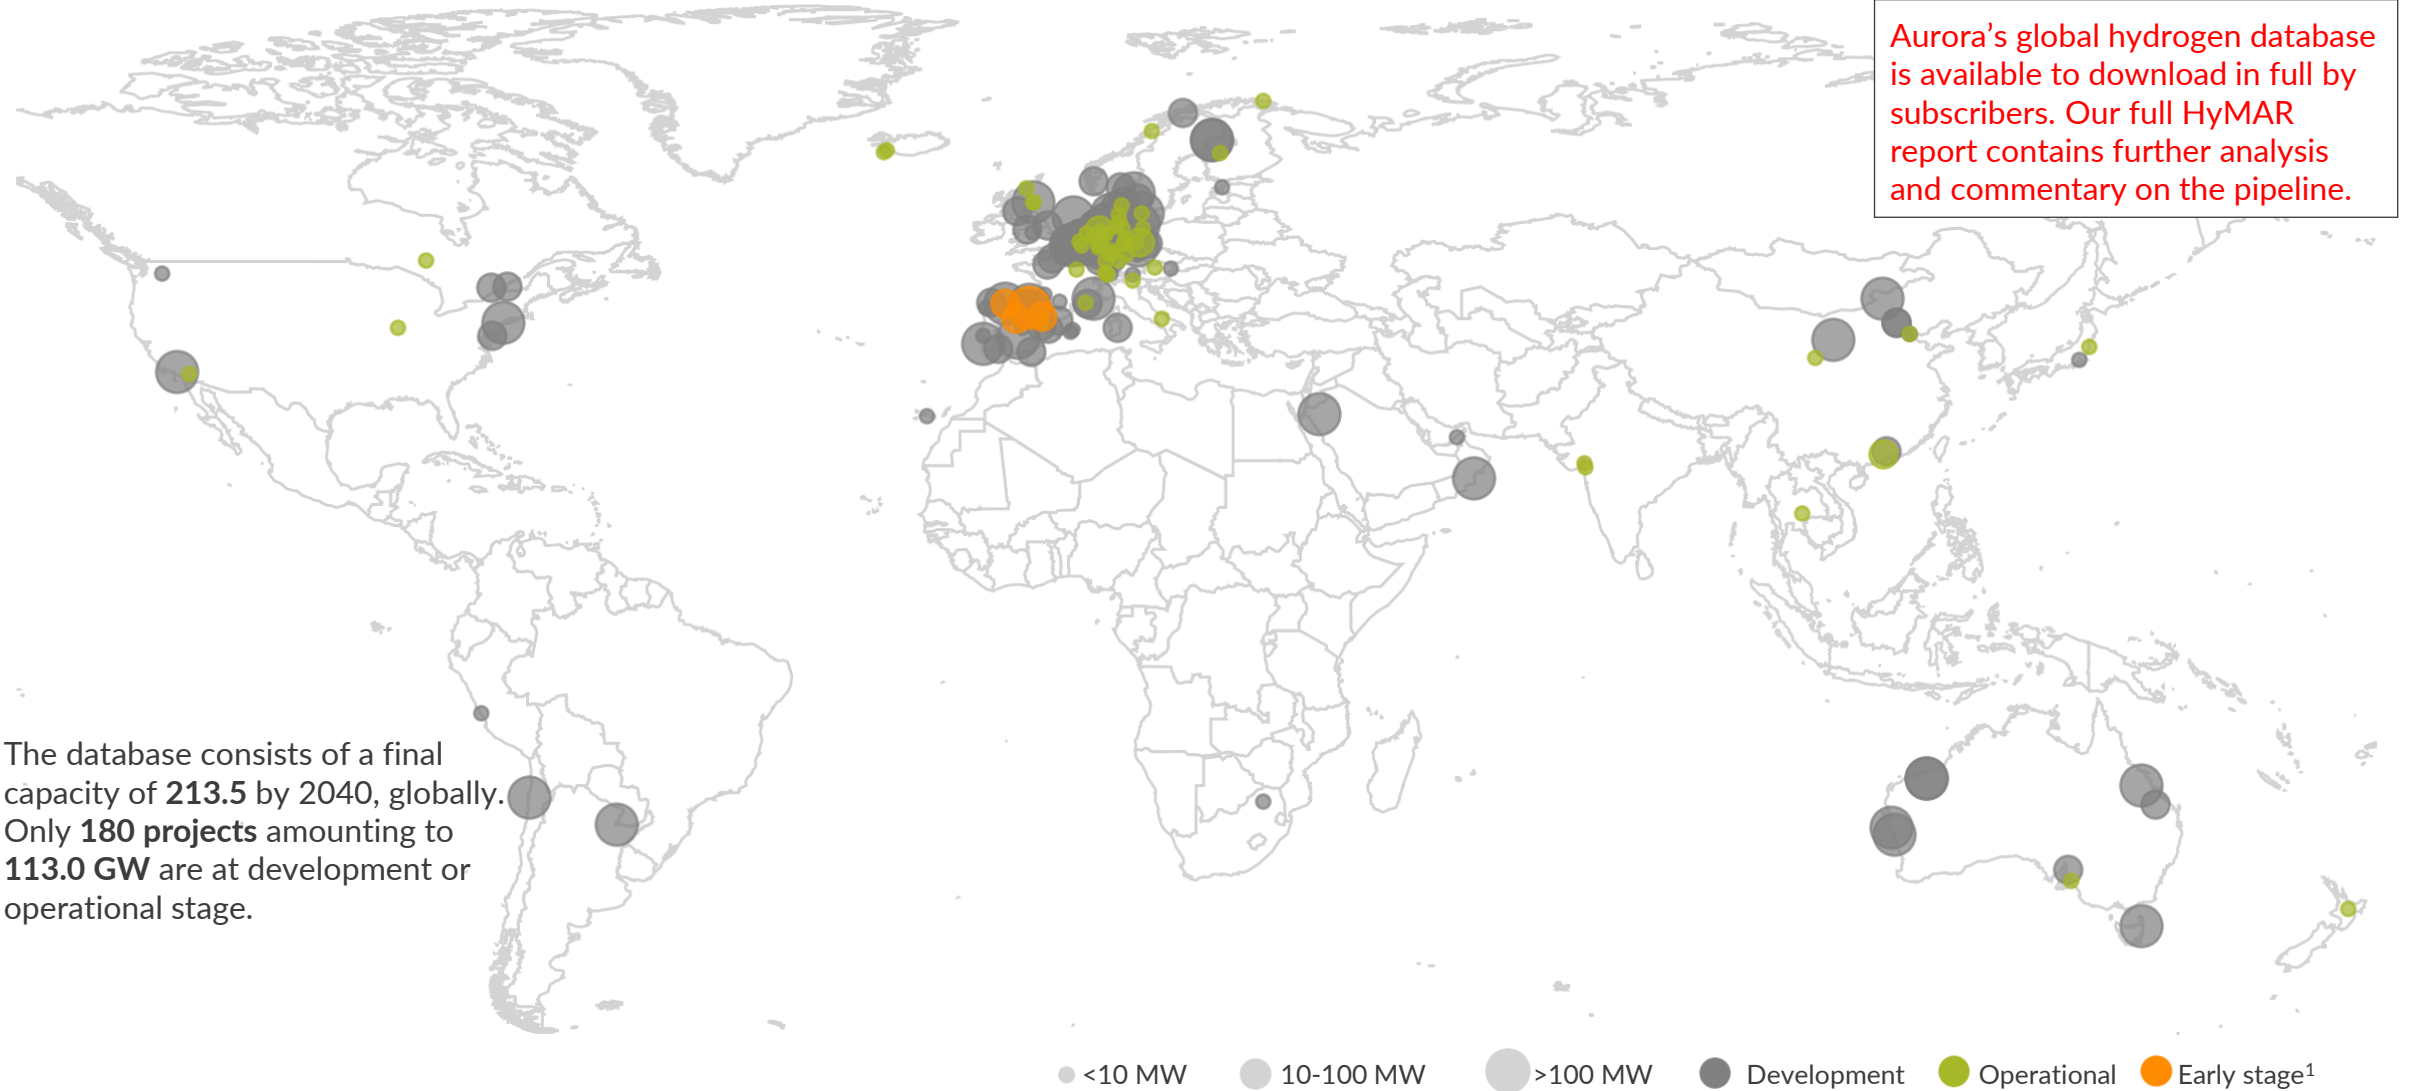 Aurora’s global hydrogen database
is available to download in full by
subscribers. Our full HyMAR
report contains further analysis
and commentary on the pipeline.
The database consists of a final
capacity of 213.5 by 2040, globally.
Only 180 projects amounting to
113.0 GW are at development or
operational stage.
<10 MW 10-100 MW >100 MW Development Operational Early stage¹